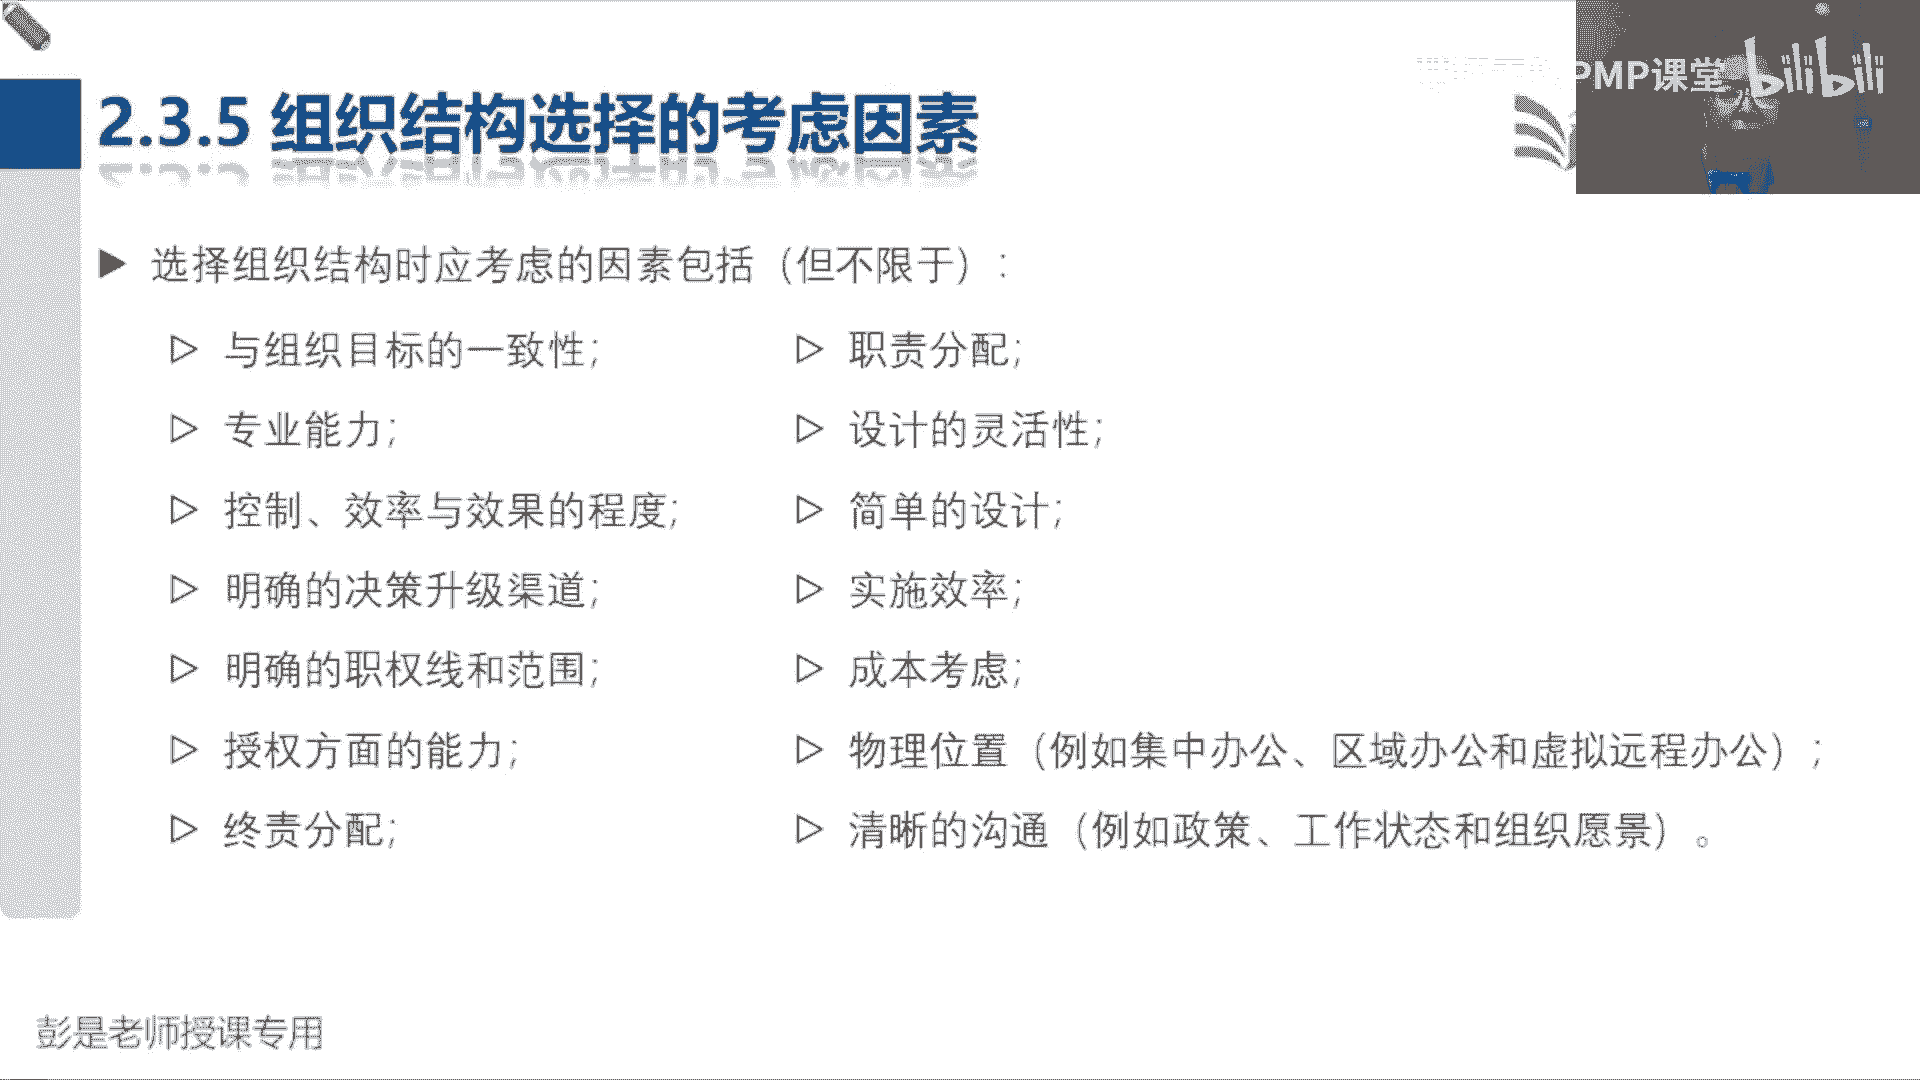 PMP课堂 bilibili
2.3.5 组织结构选择的考虑因素
选择组织结构时应考虑的因素包括（但不限于）：
与组织目标的一致性；
专业能力；
控制、效率与效果的程度；
明确的决策升级渠道；
明确的职权线和范围；
授权方面的能力；
终责分配；
职责分配；
设计的灵活性；
简单的设计；
实施效率；
成本考虑；
物理位置（例如集中办公、区域办公和虚拟远程办公）；
清晰的沟通（例如政策、工作状态和组织愿景）。
彭是老师授课专用